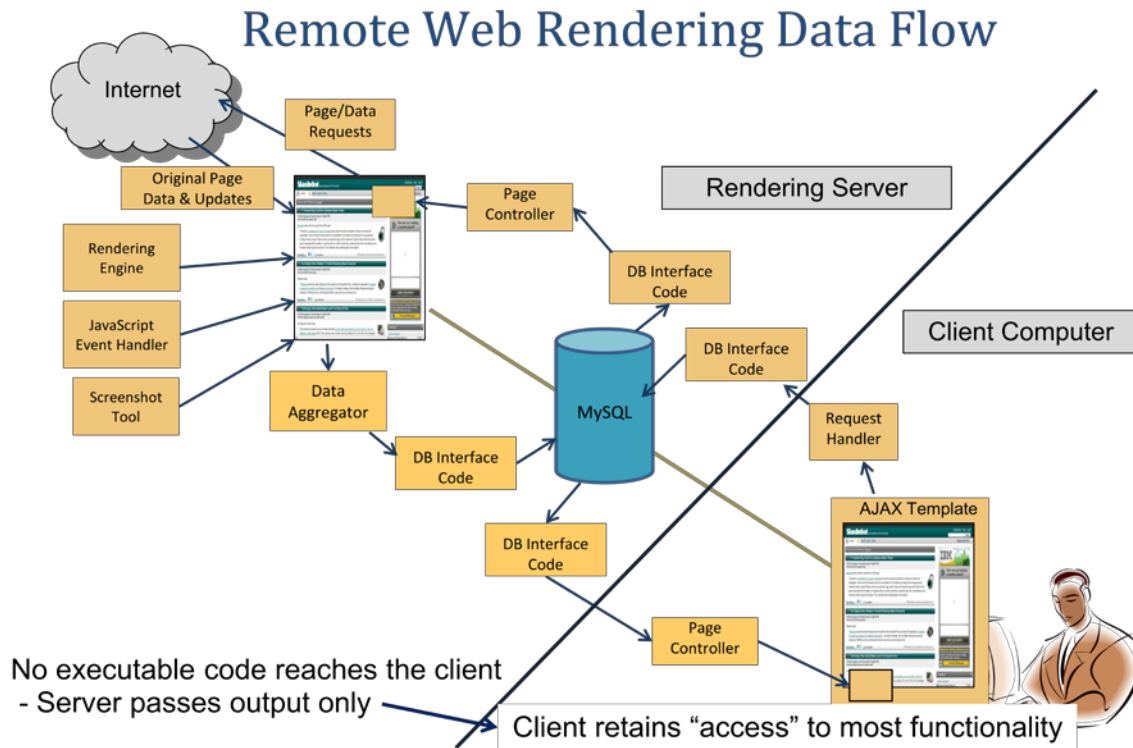 Remote Web Rendering Data Flow
Internet
Page/Data
Requests
Original Page
Data & Updates
Page
Controller
Rendering Server
Rendering
Engine
DB Interface
Code
JavaScript
Event Handler
Client Computer
DB Interface
Code
Screenshot
Tool
Data
Aggregator
MySQL
Request
Handler
DB Interface
Code
AJAX Template
DB Interface
Code
IBM
Page
Controller
No executable code reaches the client
- Server passes output only
Client retains “access” to most functionality